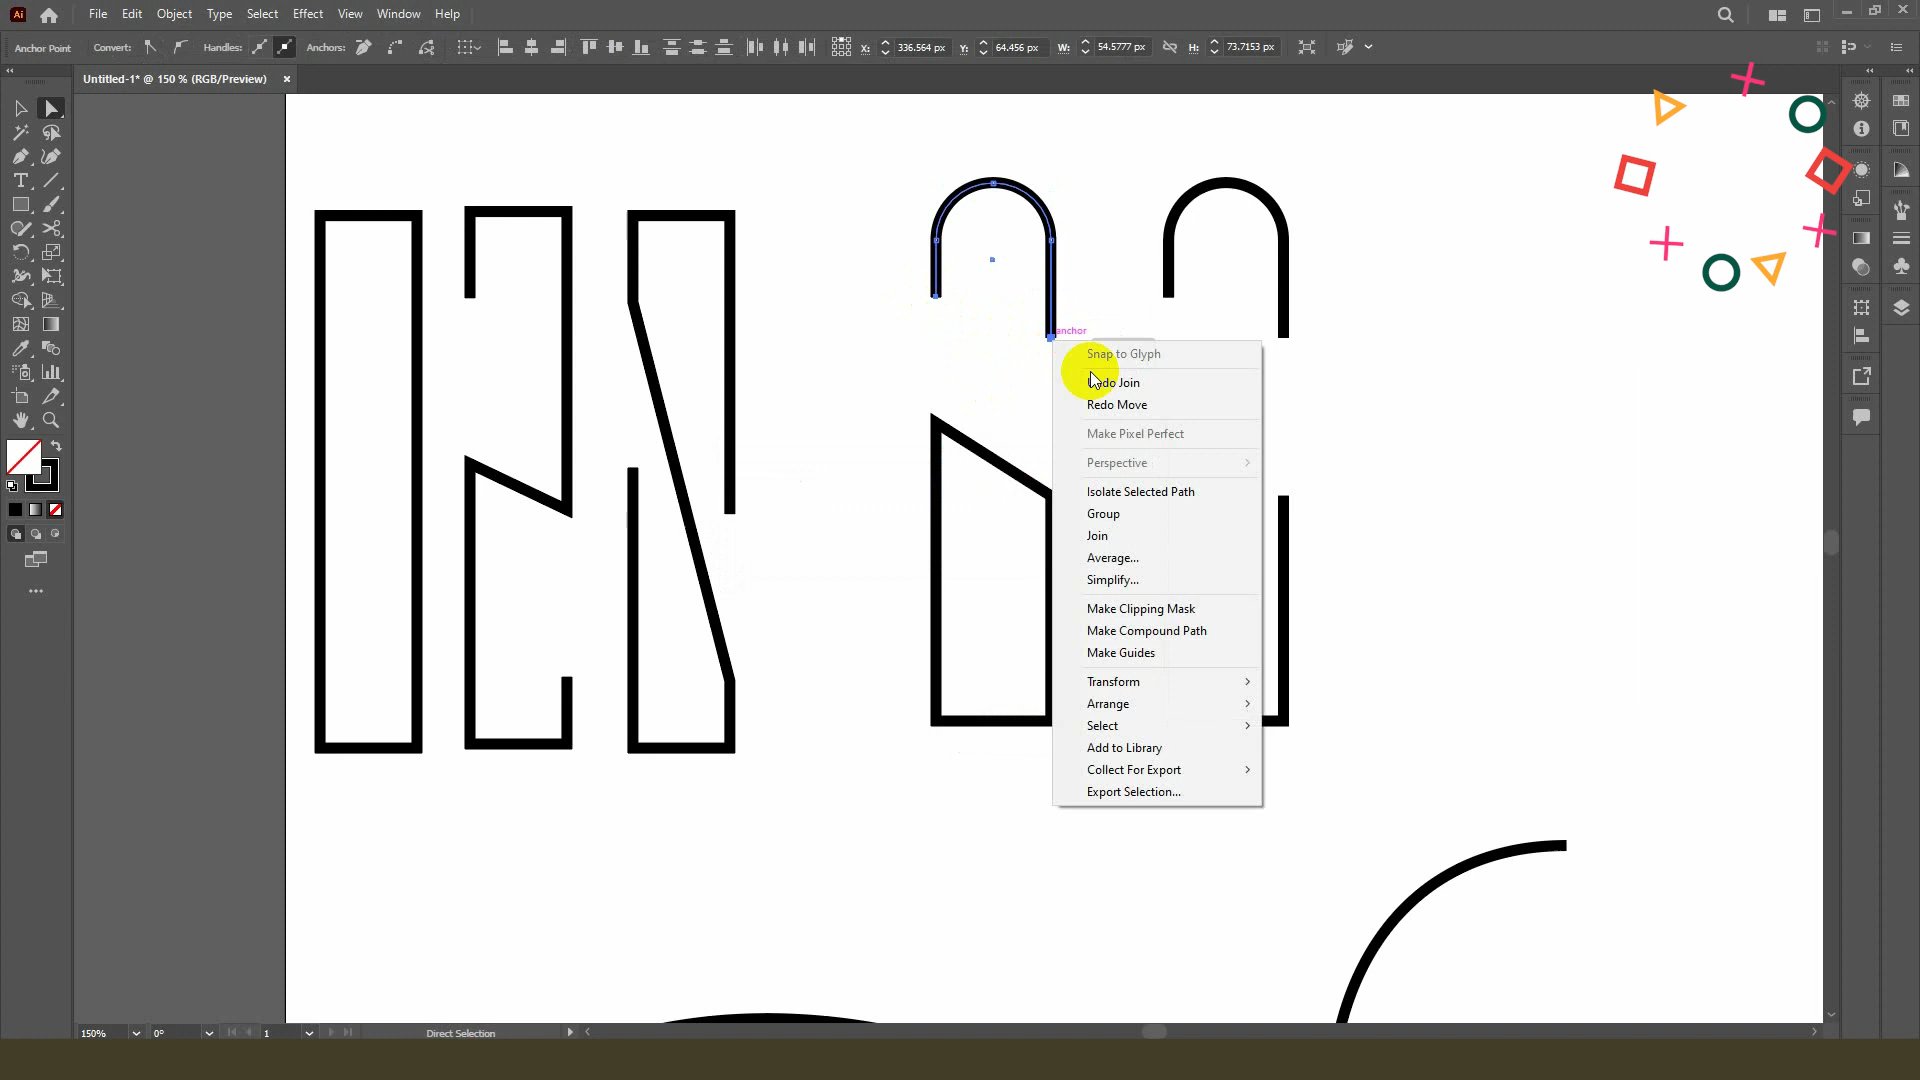 Ai File Edit Object Type Select Effect View Window Help
Anchor Point Convert: Handles: Anchors: X: 336.564 px Y: 64.456 px W: 54.5777 px H: 73.7153 px
Untitled-1* @ 150 % (RGB/Preview) ×
anchor
Snap to Glyph
Undo Join
Redo Move
Make Pixel Perfect
Perspective
Isolate Selected Path
Group
Join
Average...
Simplify...
Make Clipping Mask
Make Compound Path
Make Guides
Transform
Arrange
Select
Add to Library
Collect For Export
Export Selection...
150% 0° 1 Direct Selection